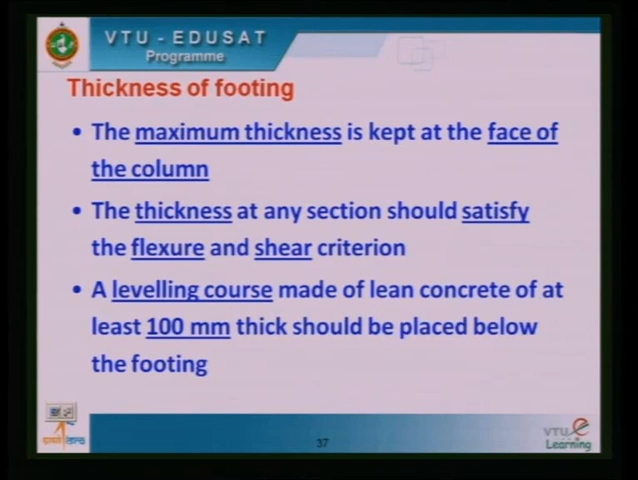 VTU - EDUSAT
Programme
Thickness of footing
• The maximum thickness is kept at the face of
the column
• The thickness at any section should satisfy
the flexure and shear criterion
• A levelling course made of lean concrete of at
least 100 mm thick should be placed below
the footing
37
VTU e
Learning